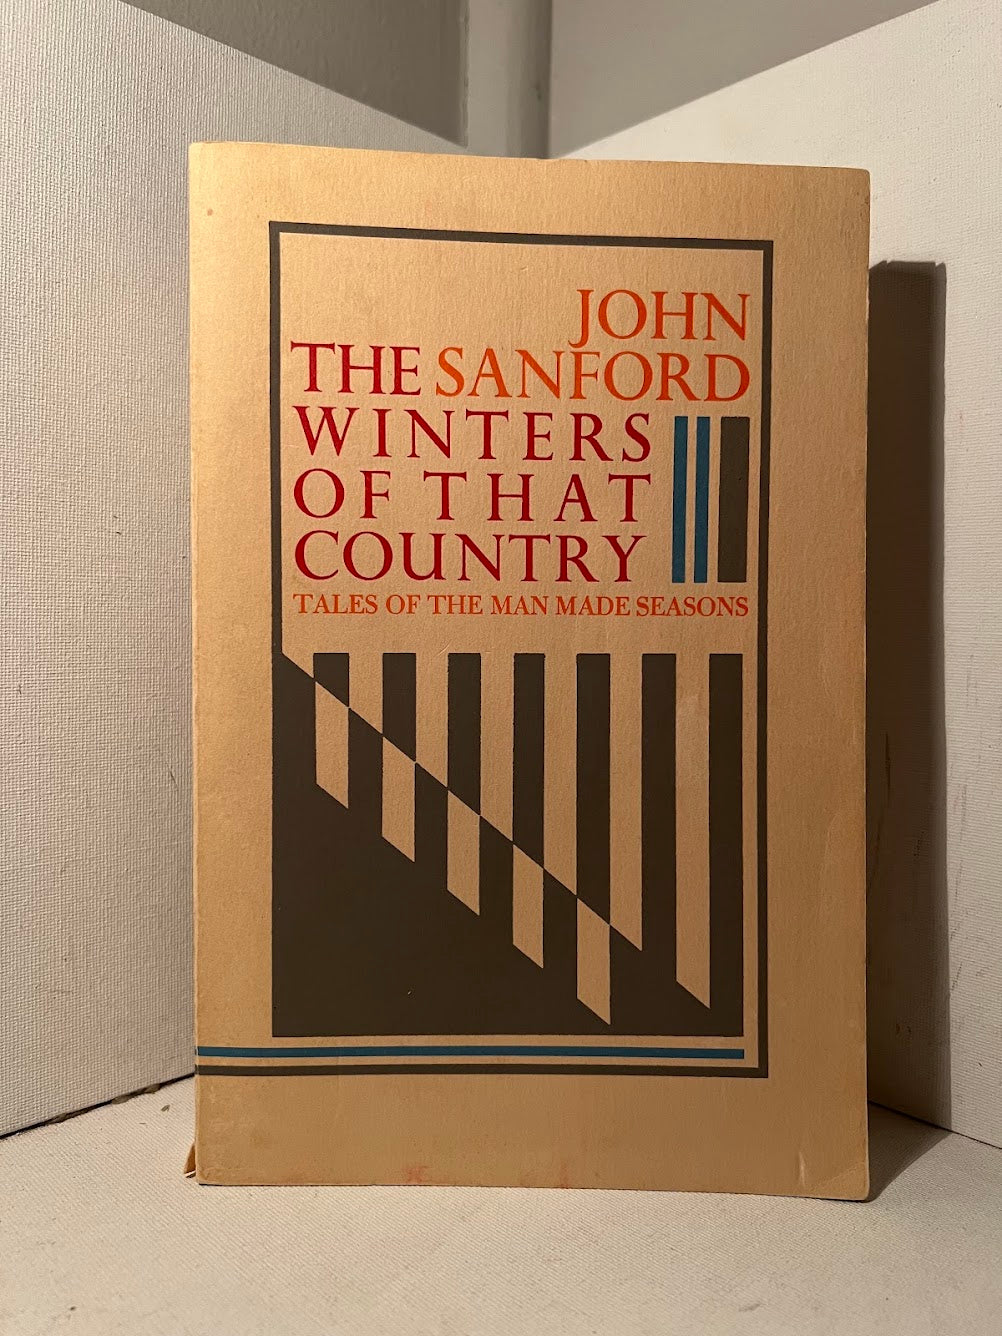 JOHN
SANFORD
THE
WINTERS
OF THAT
COUNTRY
TALES OF THE MAN MADE SEASONS